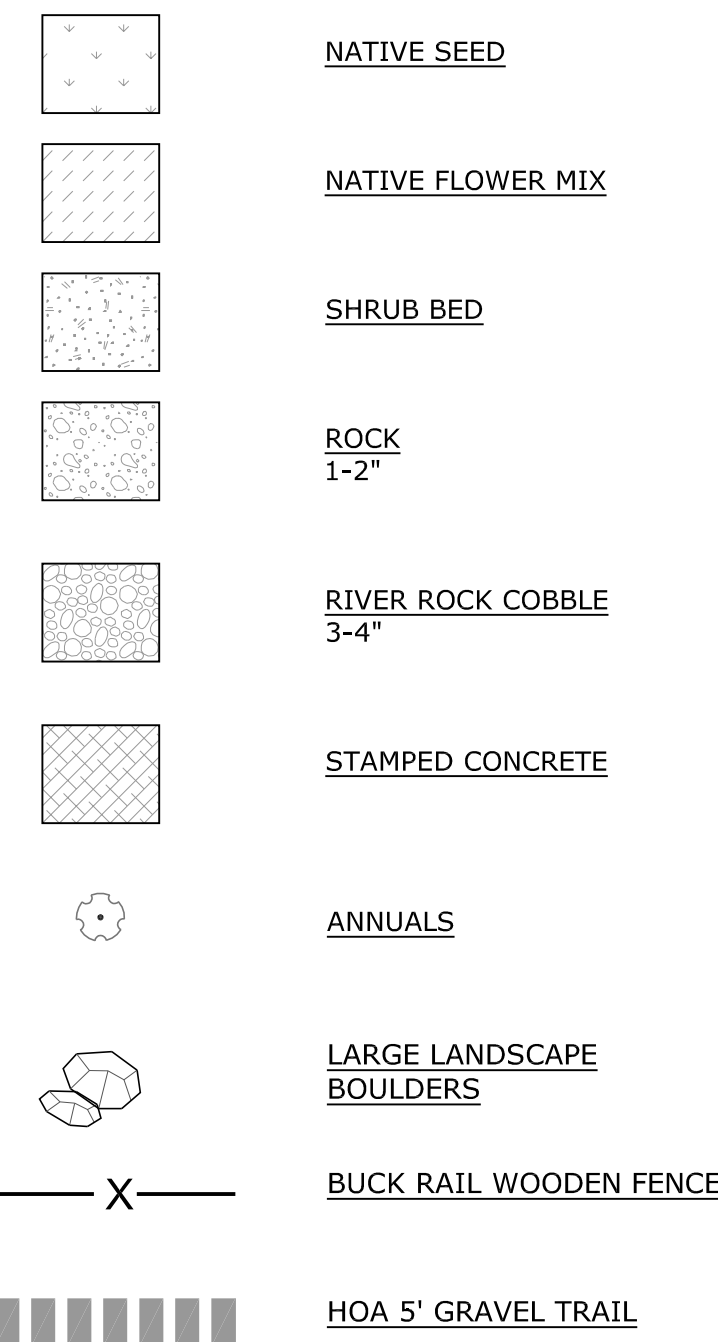 NATIVE SEED
NATIVE FLOWER MIX
SHRUB BED
ROCK
1-2"
RIVER ROCK COBBLE
3-4"
STAMPED CONCRETE
ANNUALS
LARGE LANDSCAPE
BOULDERS
X
BUCK RAIL WOODEN FENCE
HOA 5' GRAVEL TRAIL